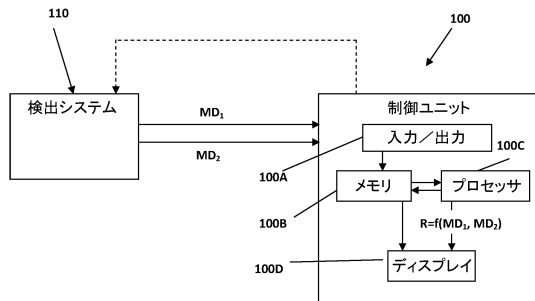 110
100
検出システム
MD₁
MD₂
制御ユニット
入力／出力
100A
100C
メモリ
プロセッサ
100B
R=f(MD₁, MD₂)
100D
ディスプレイ